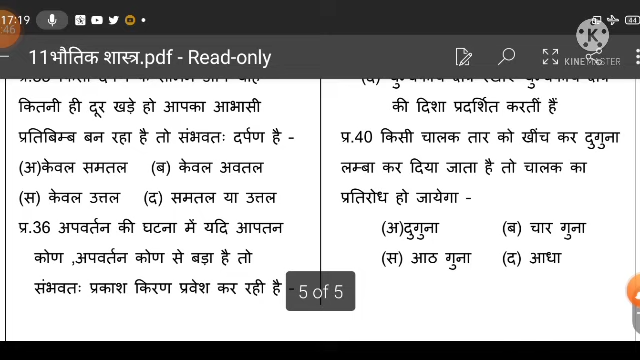 17:19
44
46
11भौतिक शास्त्र.pdf - Read-only
KINEMASTER
कितनी ही दूर खड़े हो आपका आभासी
प्रतिबिम्ब बन रहा है तो संभवतः दर्पण है -
(अ)केवल समतल (ब) केवल अवतल
(स) केवल उत्तल (द) समतल या उत्तल
प्र.36 अपवर्तन की घटना में यदि आपतन
कोण ,अपवर्तन कोण से बड़ा है तो
संभवतः प्रकाश किरण प्रवेश कर रही है -
की दिशा प्रदर्शित करतीं हैं
प्र.40 किसी चालक तार को खींच कर दुगुना
लम्बा कर दिया जाता है तो चालक का
प्रतिरोध हो जायेगा -
(अ)दुगुना (ब) चार गुना
(स) आठ गुना (द) आधा
5 of 5